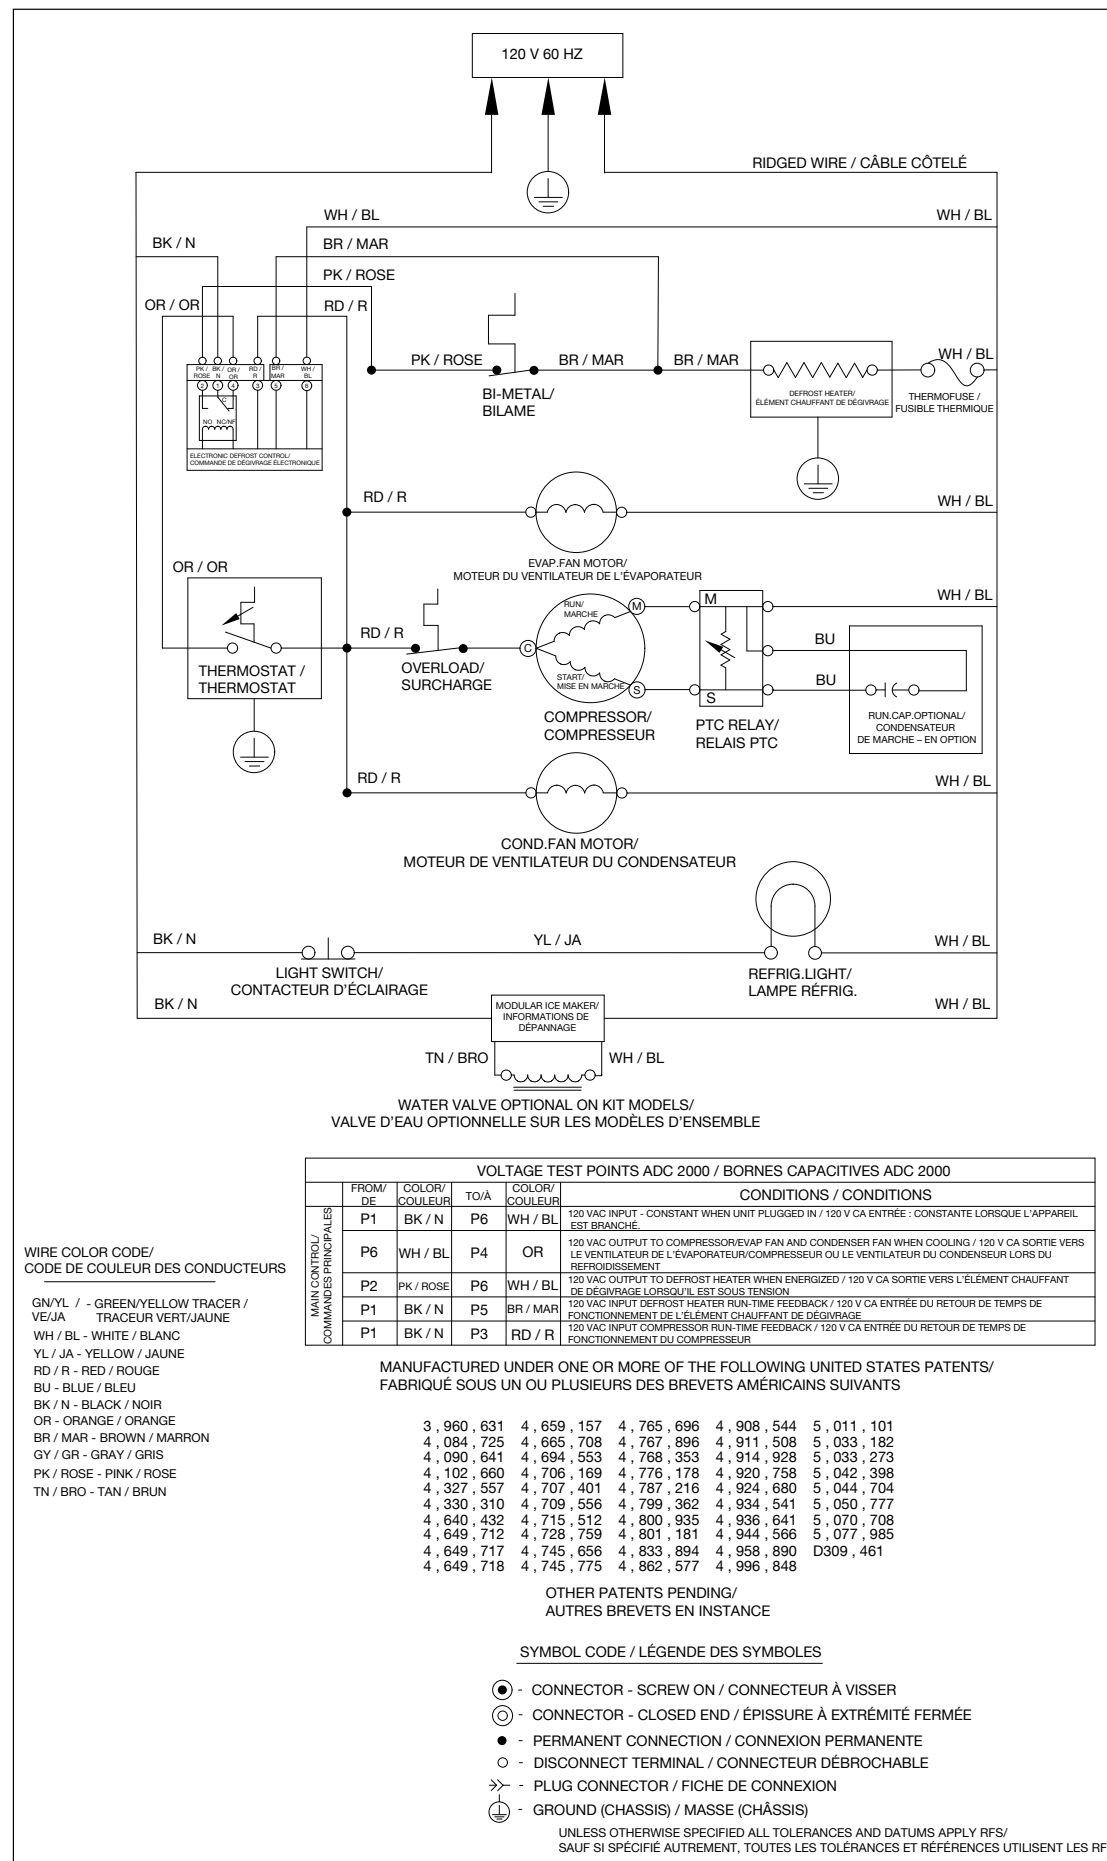 120 V 60 HZ
RIDGED WIRE / CÂBLE CÔTELÉ
WH / BL
WH / BL
BK / N
BR / MAR
PK / ROSE
OR / OR
RD / R
PK /
ROSE
BK /
N
OR /
OR
RD /
R
BR /
MAR
WH /
BL
2
1
4
3
5
6
C
NO NC/NF
ELECTRONIC DEFROST CONTROL/
COMMANDE DE DÉGIVRAGE ÉLECTRONIQUE
PK / ROSE
BR / MAR
BR / MAR
WH / BL
BI-METAL/
BILAME
DEFROST HEATER/
ÉLÉMENT CHAUFFANT DE DÉGIVRAGE
THERMOFUSE /
FUSIBLE THERMIQUE
RD / R
WH / BL
EVAP.FAN MOTOR/
MOTEUR DU VENTILATEUR DE L'ÉVAPORATEUR
OR / OR
THERMOSTAT /
THERMOSTAT
RD / R
OVERLOAD/
SURCHARGE
C
RUN/
MARCHE
M
START/
MISE EN MARCHE
S
COMPRESSOR/
COMPRESSEUR
M
S
PTC RELAY/
RELAIS PTC
WH / BL
BU
BU
RUN.CAP.OPTIONAL/
CONDENSATEUR
DE MARCHE – EN OPTION
RD / R
WH / BL
COND.FAN MOTOR/
MOTEUR DE VENTILATEUR DU CONDENSATEUR
BK / N
YL / JA
WH / BL
LIGHT SWITCH/
CONTACTEUR D'ÉCLAIRAGE
REFRIG.LIGHT/
LAMPE RÉFRIG.
BK / N
MODULAR ICE MAKER/
INFORMATIONS DE
DÉPANNAGE
WH / BL
TN / BRO
WH / BL
WATER VALVE OPTIONAL ON KIT MODELS/
VALVE D'EAU OPTIONNELLE SUR LES MODÈLES D'ENSEMBLE
VOLTAGE TEST POINTS ADC 2000 / BORNES CAPACITIVES ADC 2000
FROM/
DE
COLOR/
COULEUR
TO/À
COLOR/
COULEUR
CONDITIONS / CONDITIONS
MAIN CONTROL/
COMMANDES PRINCIPALES
P1 BK / N P6 WH / BL 120 VAC INPUT - CONSTANT WHEN UNIT PLUGGED IN / 120 V CA ENTRÉE : CONSTANTE LORSQUE L'APPAREIL
EST BRANCHÉ.
P6 WH / BL P4 OR 120 VAC OUTPUT TO COMPRESSOR/EVAP FAN AND CONDENSER FAN WHEN COOLING / 120 V CA SORTIE VERS
LE VENTILATEUR DE L'ÉVAPORATEUR/COMPRESSEUR OU LE VENTILATEUR DU CONDENSEUR LORS DU
REFROIDISSEMENT
P2 PK / ROSE P6 WH / BL 120 VAC OUTPUT TO DEFROST HEATER WHEN ENERGIZED / 120 V CA SORTIE VERS L'ÉLÉMENT CHAUFFANT
DE DÉGIVRAGE LORSQU'IL EST SOUS TENSION
P1 BK / N P5 BR / MAR 120 VAC INPUT DEFROST HEATER RUN-TIME FEEDBACK / 120 V CA ENTRÉE DU RETOUR DE TEMPS DE
FONCTIONNEMENT DE L'ÉLÉMENT CHAUFFANT DE DÉGIVRAGE
P1 BK / N P3 RD / R 120 VAC INPUT COMPRESSOR RUN-TIME FEEDBACK / 120 V CA ENTRÉE DU RETOUR DE TEMPS DE
FONCTIONNEMENT DU COMPRESSEUR
WIRE COLOR CODE/
CODE DE COULEUR DES CONDUCTEURS
GN/YL / - GREEN/YELLOW TRACER /
VE/JA TRACEUR VERT/JAUNE
WH / BL - WHITE / BLANC
YL / JA - YELLOW / JAUNE
RD / R - RED / ROUGE
BU - BLUE / BLEU
BK / N - BLACK / NOIR
OR - ORANGE / ORANGE
BR / MAR - BROWN / MARRON
GY / GR - GRAY / GRIS
PK / ROSE - PINK / ROSE
TN / BRO - TAN / BRUN
MANUFACTURED UNDER ONE OR MORE OF THE FOLLOWING UNITED STATES PATENTS/
FABRIQUÉ SOUS UN OU PLUSIEURS DES BREVETS AMÉRICAINS SUIVANTS
3 , 960 , 631 4 , 659 , 157 4 , 765 , 696 4 , 908 , 544 5 , 011 , 101
4 , 084 , 725 4 , 665 , 708 4 , 767 , 896 4 , 911 , 508 5 , 033 , 182
4 , 090 , 641 4 , 694 , 553 4 , 768 , 353 4 , 914 , 928 5 , 033 , 273
4 , 102 , 660 4 , 706 , 169 4 , 776 , 178 4 , 920 , 758 5 , 042 , 398
4 , 327 , 557 4 , 707 , 401 4 , 787 , 216 4 , 924 , 680 5 , 044 , 704
4 , 330 , 310 4 , 709 , 556 4 , 799 , 362 4 , 934 , 541 5 , 050 , 777
4 , 640 , 432 4 , 715 , 512 4 , 800 , 935 4 , 936 , 641 5 , 070 , 708
4 , 649 , 712 4 , 728 , 759 4 , 801 , 181 4 , 944 , 566 5 , 077 , 985
4 , 649 , 717 4 , 745 , 656 4 , 833 , 894 4 , 958 , 890 D309 , 461
4 , 649 , 718 4 , 745 , 775 4 , 862 , 577 4 , 996 , 848
OTHER PATENTS PENDING/
AUTRES BREVETS EN INSTANCE
SYMBOL CODE / LÉGENDE DES SYMBOLES
- CONNECTOR - SCREW ON / CONNECTEUR À VISSER
- CONNECTOR - CLOSED END / ÉPISSURE À EXTRÉMITÉ FERMÉE
- PERMANENT CONNECTION / CONNEXION PERMANENTE
- DISCONNECT TERMINAL / CONNECTEUR DÉBROCHABLE
- PLUG CONNECTOR / FICHE DE CONNEXION
- GROUND (CHASSIS) / MASSE (CHÂSSIS)
UNLESS OTHERWISE SPECIFIED ALL TOLERANCES AND DATUMS APPLY RFS/
SAUF SI SPÉCIFIÉ AUTREMENT, TOUTES LES TOLÉRANCES ET RÉFÉRENCES UTILISENT LES RF